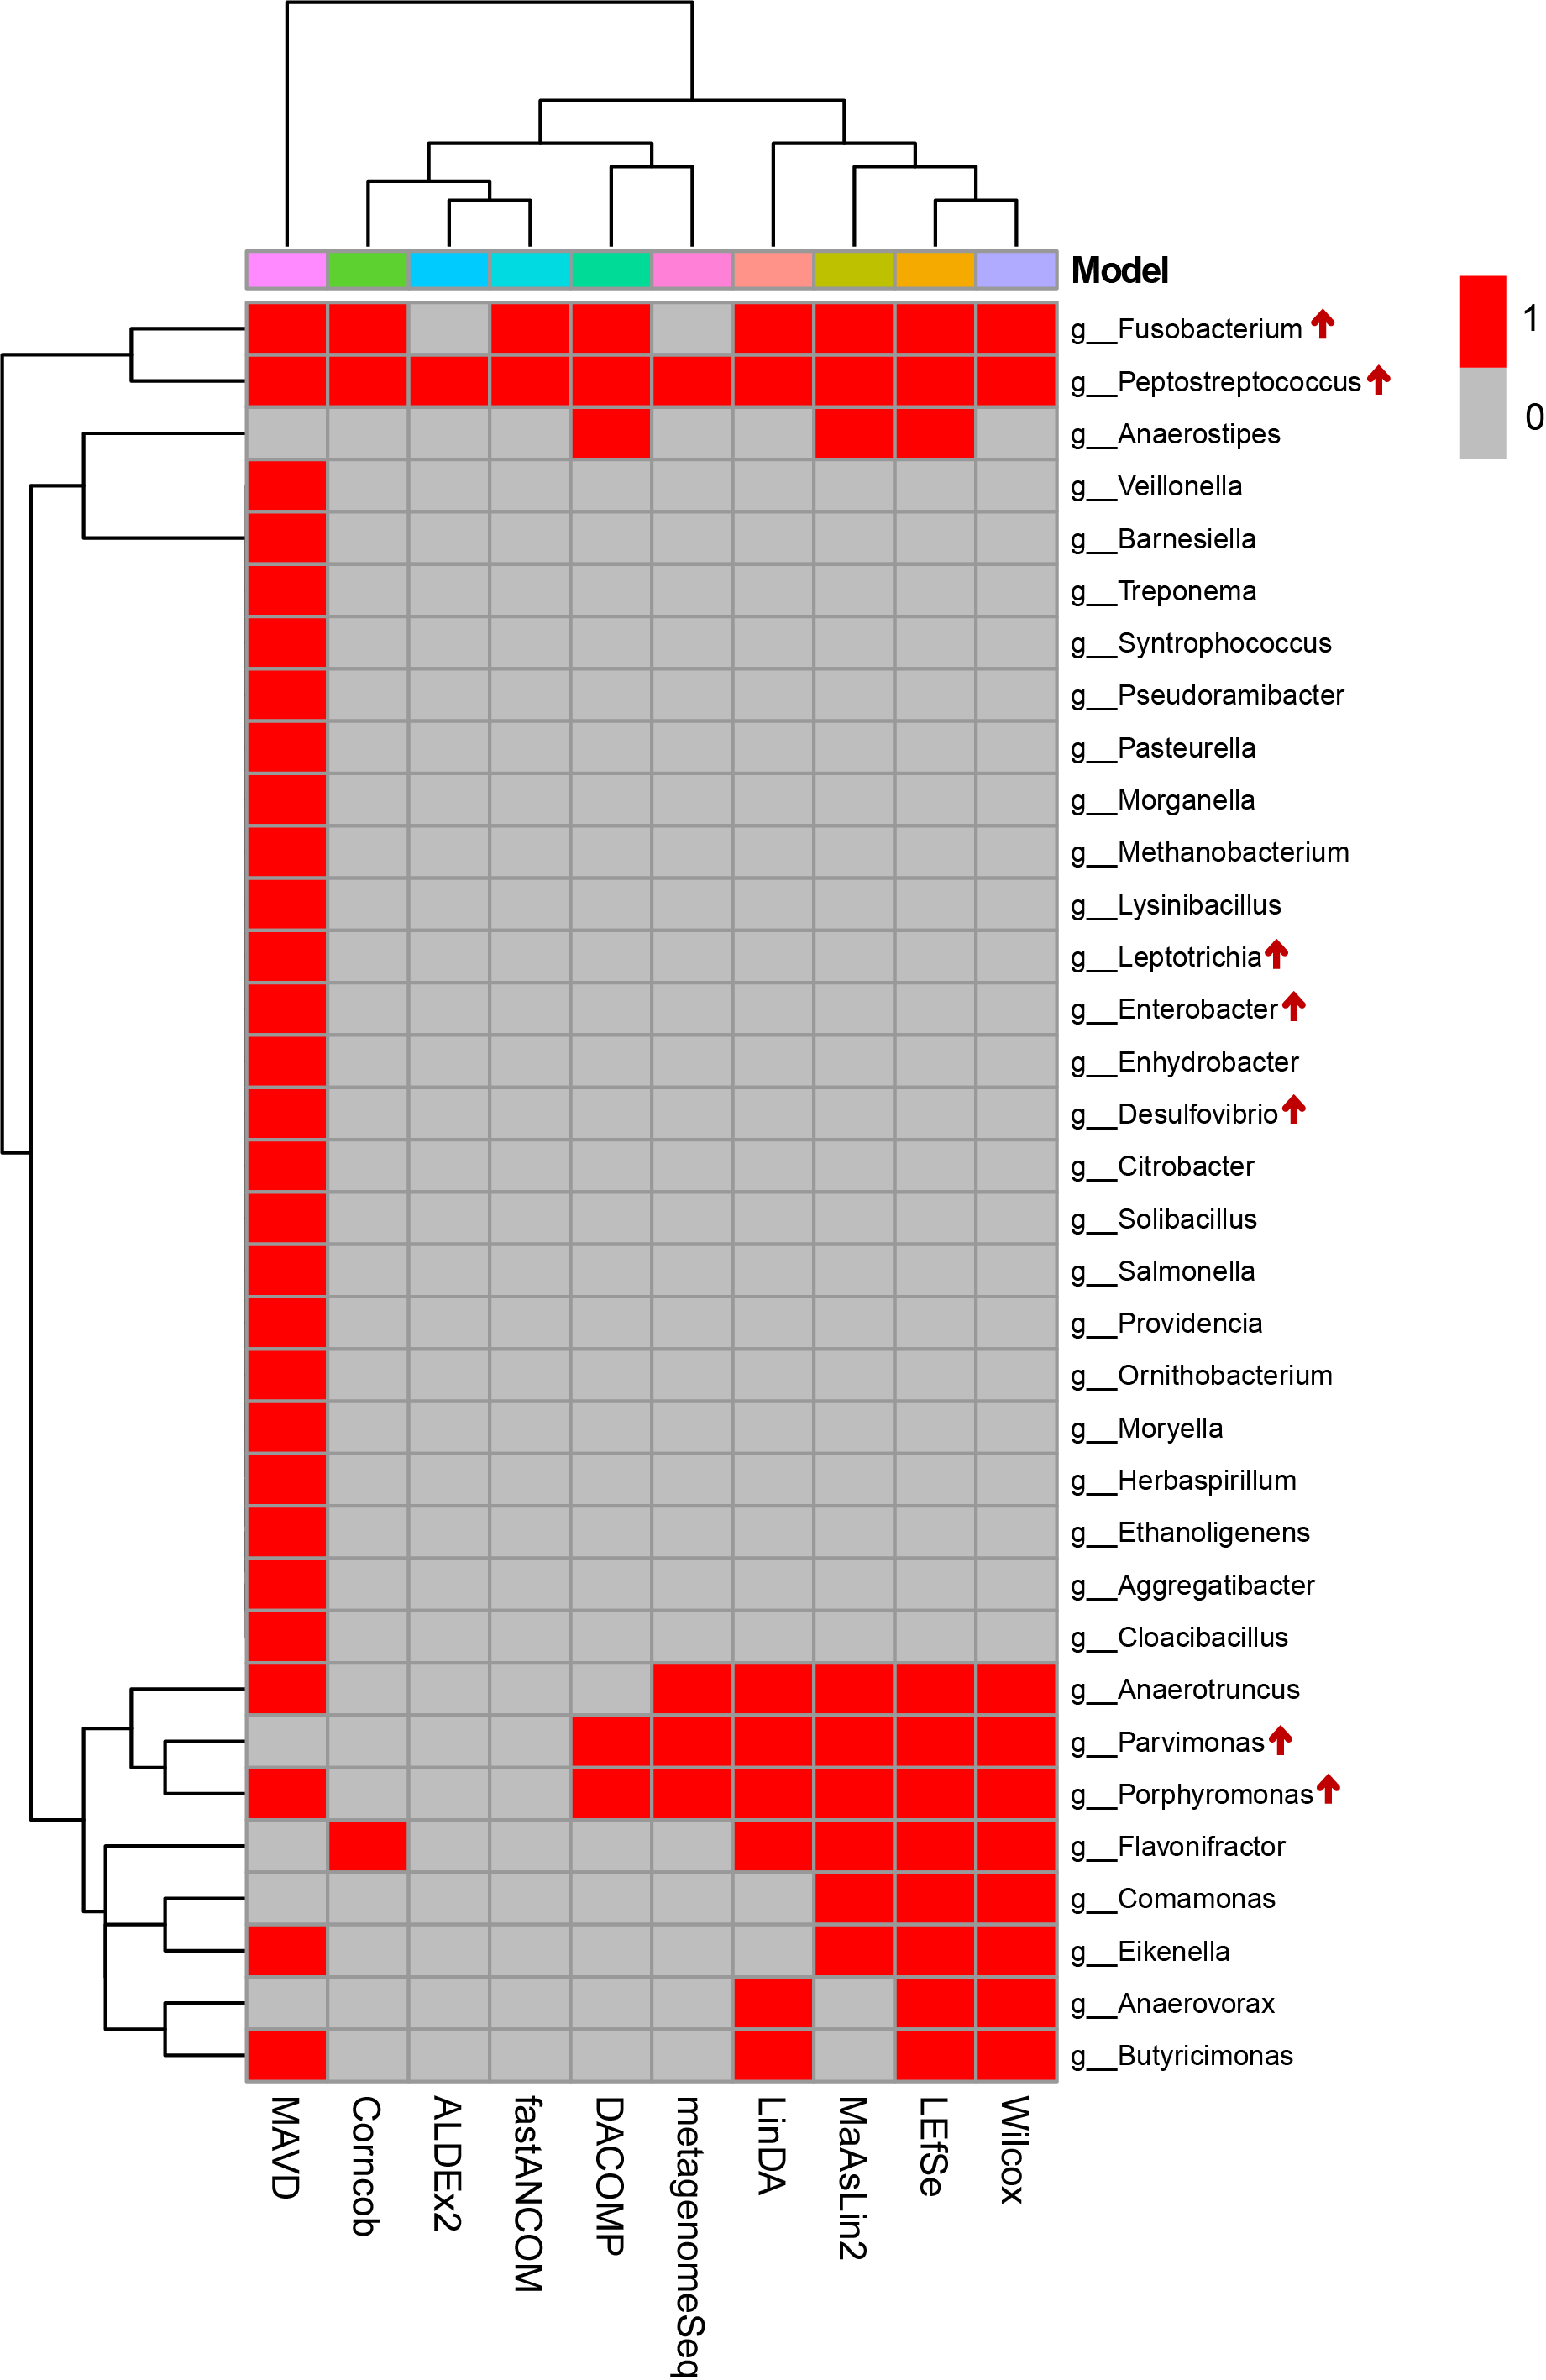 Model
1
0
g__Fusobacterium
g__Peptostreptococcus
g__Anaerostipes
g__Veillonella
g__Barnesiella
g__Treponema
g__Syntrophococcus
g__Pseudoramibacter
g__Pasteurella
g__Morganella
g__Methanobacterium
g__Lysinibacillus
g__Leptotrichia
g__Enterobacter
g__Enhydrobacter
g__Desulfovibrio
g__Citrobacter
g__Solibacillus
g__Salmonella
g__Providencia
g__Ornithobacterium
g__Moryella
g__Herbaspirillum
g__Ethanoligenens
g__Aggregatibacter
g__Cloacibacillus
g__Anaerotruncus
g__Parvimonas
g__Porphyromonas
g__Flavonifractor
g__Comamonas
g__Eikenella
g__Anaerovorax
g__Butyricimonas
MAVD
Corncob
ALDEx2
fastANCOM
DACOMP
metagenomeSeq
LinDA
MaAsLin2
LEfSe
Wilcox